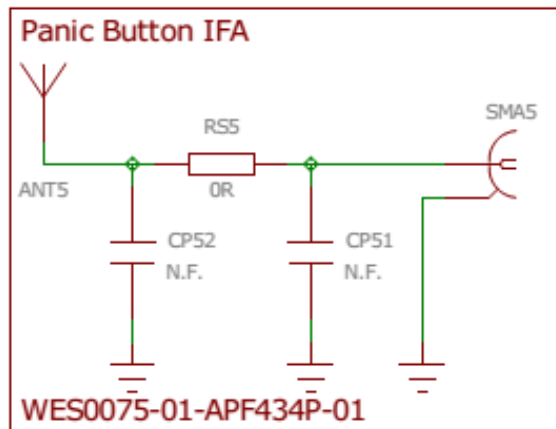 Panic Button IFA
SMA5
RS5
ANT5
0R
CP52
CP51
N.F.
N.F.
WES0075-01-APF434P-01